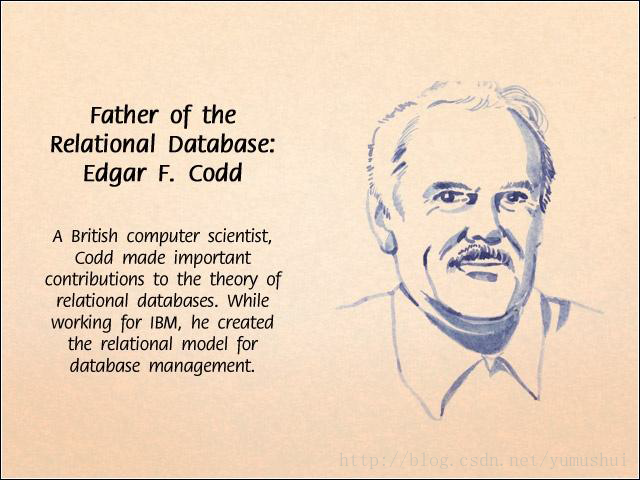 Father of the
Relational Database:
Edgar F. Codd
A British computer scientist,
Codd made important
contributions to the theory of
relational databases. While
working for IBM, he created
the relational model for
database management.
http://blog.csdn.net/yumushui